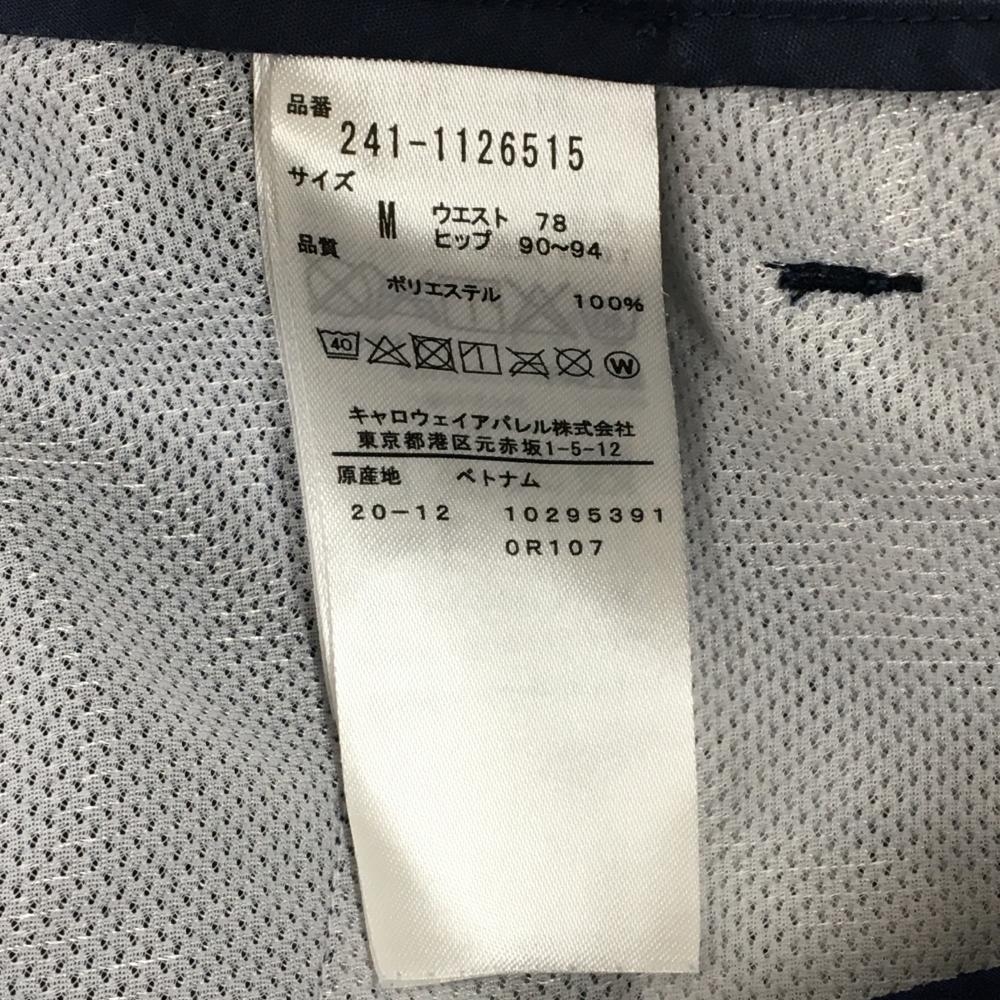 品番
241-1126515
サイズ
M ウエスト 78
ヒップ 90～94
品質
ポリエステル 100%
40 W
キャロウェイアパレル株式会社
東京都港区元赤坂1-5-12
原産地 ベトナム
20-12 10295391
0R107